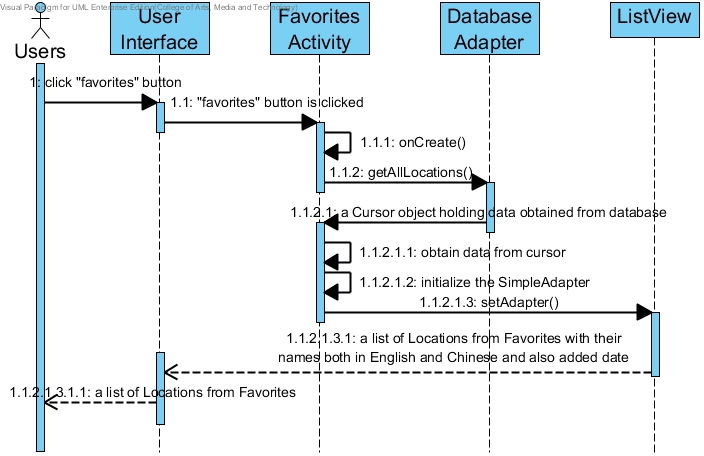 Visual Paradigm for UML Enterprise Edition(College of Arts, Media and Technology)
Users
User
Interface
Favorites
Activity
Database
Adapter
ListView
1: click "favorites" button
1.1: "favorites" button is clicked
1.1.1: onCreate()
1.1.2: getAllLocations()
1.1.2.1: a Cursor object holding data obtained from database
1.1.2.1.1: obtain data from cursor
1.1.2.1.2: initialize the SimpleAdapter
1.1.2.1.3: setAdapter()
1.1.2.1.3.1: a list of Locations from Favorites with their
names both in English and Chinese and also added date
1.1.2.1.3.1.1: a list of Locations from Favorites